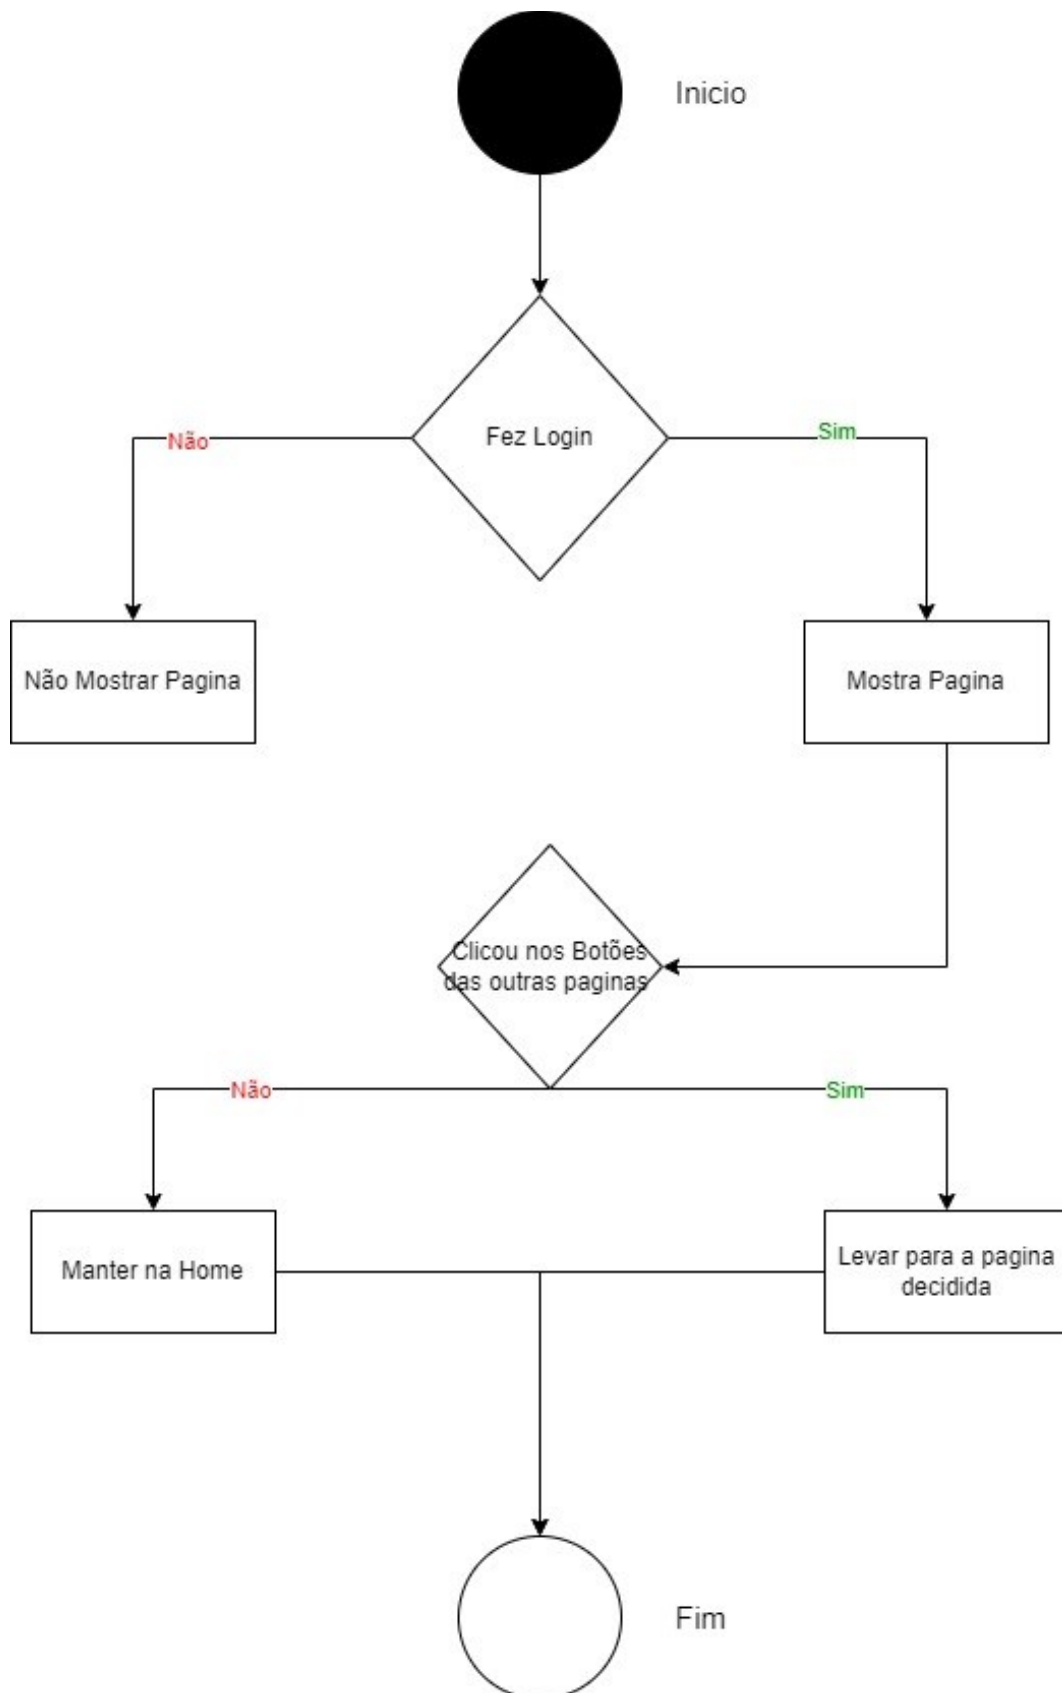 Inicio
Fez Login
Não
Sim
Não Mostrar Pagina
Mostra Pagina
Clicou nos Botões
das outras paginas
Não
Sim
Manter na Home
Levar para a pagina
decidida
Fim